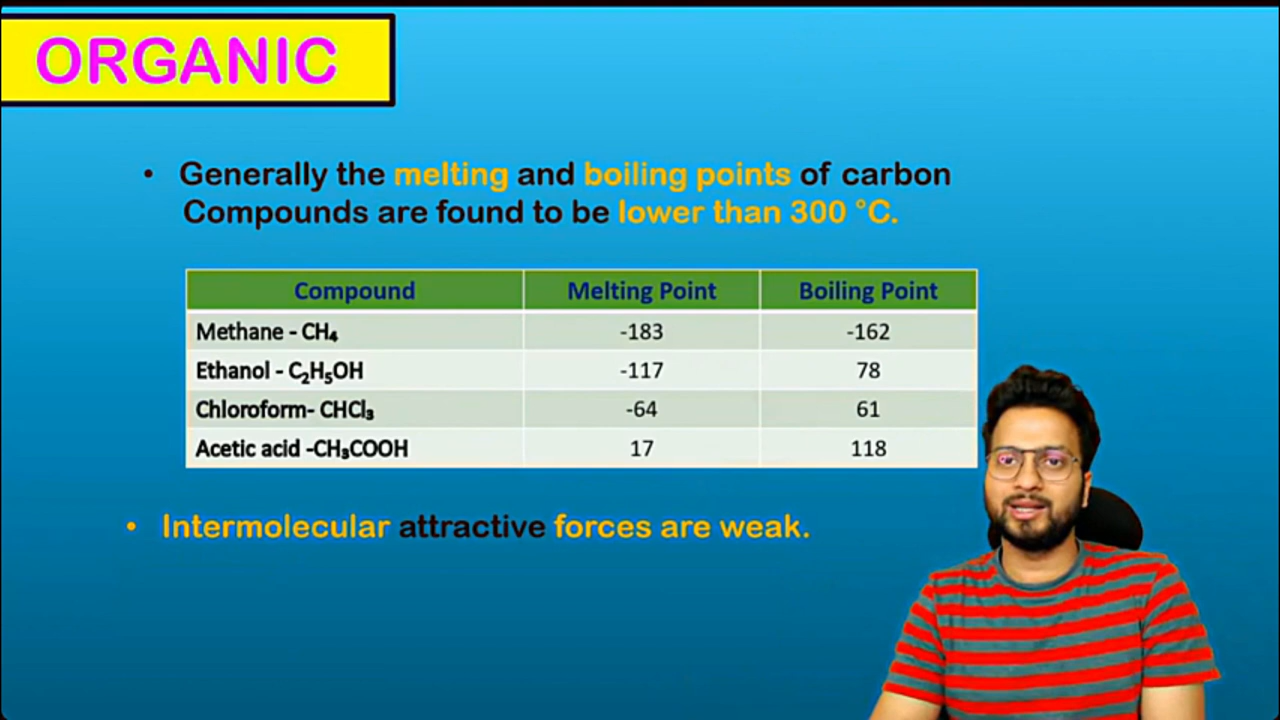 ORGANIC
• Generally the melting and boiling points of carbon
Compounds are found to be lower than 300 °C.
Compound Melting Point Boiling Point
Methane - CH₄ -183 -162
Ethanol - C₂H₅OH -117 78
Chloroform- CHCl₃ -64 61
Acetic acid -CH₃COOH 17 118
• Intermolecular attractive forces are weak.